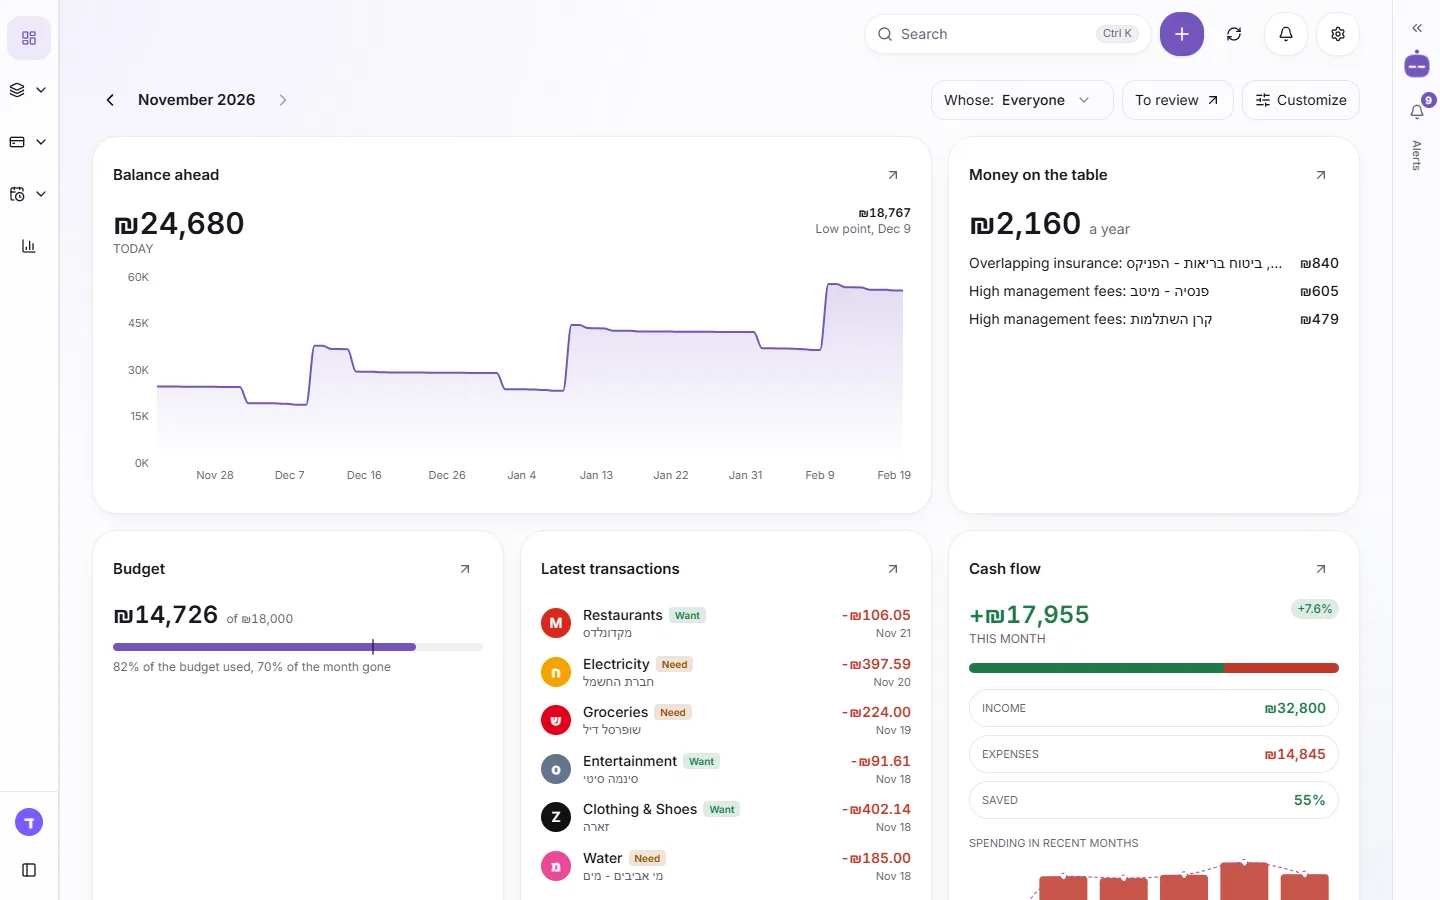 Search
Ctrl K
November 2026
Whose: Everyone
To review
Customize
9
Alerts
Balance ahead
₪24,680
TODAY
₪18,767
Low point, Dec 9
60K
45K
30K
15K
0K
Nov 28
Dec 7
Dec 16
Dec 26
Jan 4
Jan 13
Jan 22
Jan 31
Feb 9
Feb 19
Money on the table
₪2,160 a year
Overlapping insurance: ביטוח בריאות - הפניקס, ... ₪840
High management fees: פנסיה - מיטב ₪605
High management fees: קרן השתלמות ₪479
Budget
₪14,726 of ₪18,000
82% of the budget used, 70% of the month gone
Latest transactions
M
Restaurants Want -₪106.05
מקדונלדס Nov 21
ח
Electricity Need -₪397.59
חברת החשמל Nov 20
ש
Groceries Need -₪224.00
שופרסל דיל Nov 19
ס
Entertainment Want -₪91.61
סינמה סיטי Nov 18
Z
Clothing & Shoes Want -₪402.14
זארה Nov 18
מ
Water Need -₪185.00
מי אביבים - מים Nov 18
Cash flow
+₪17,955
+7.6%
THIS MONTH
INCOME ₪32,800
EXPENSES ₪14,845
SAVED 55%
SPENDING IN RECENT MONTHS
ד